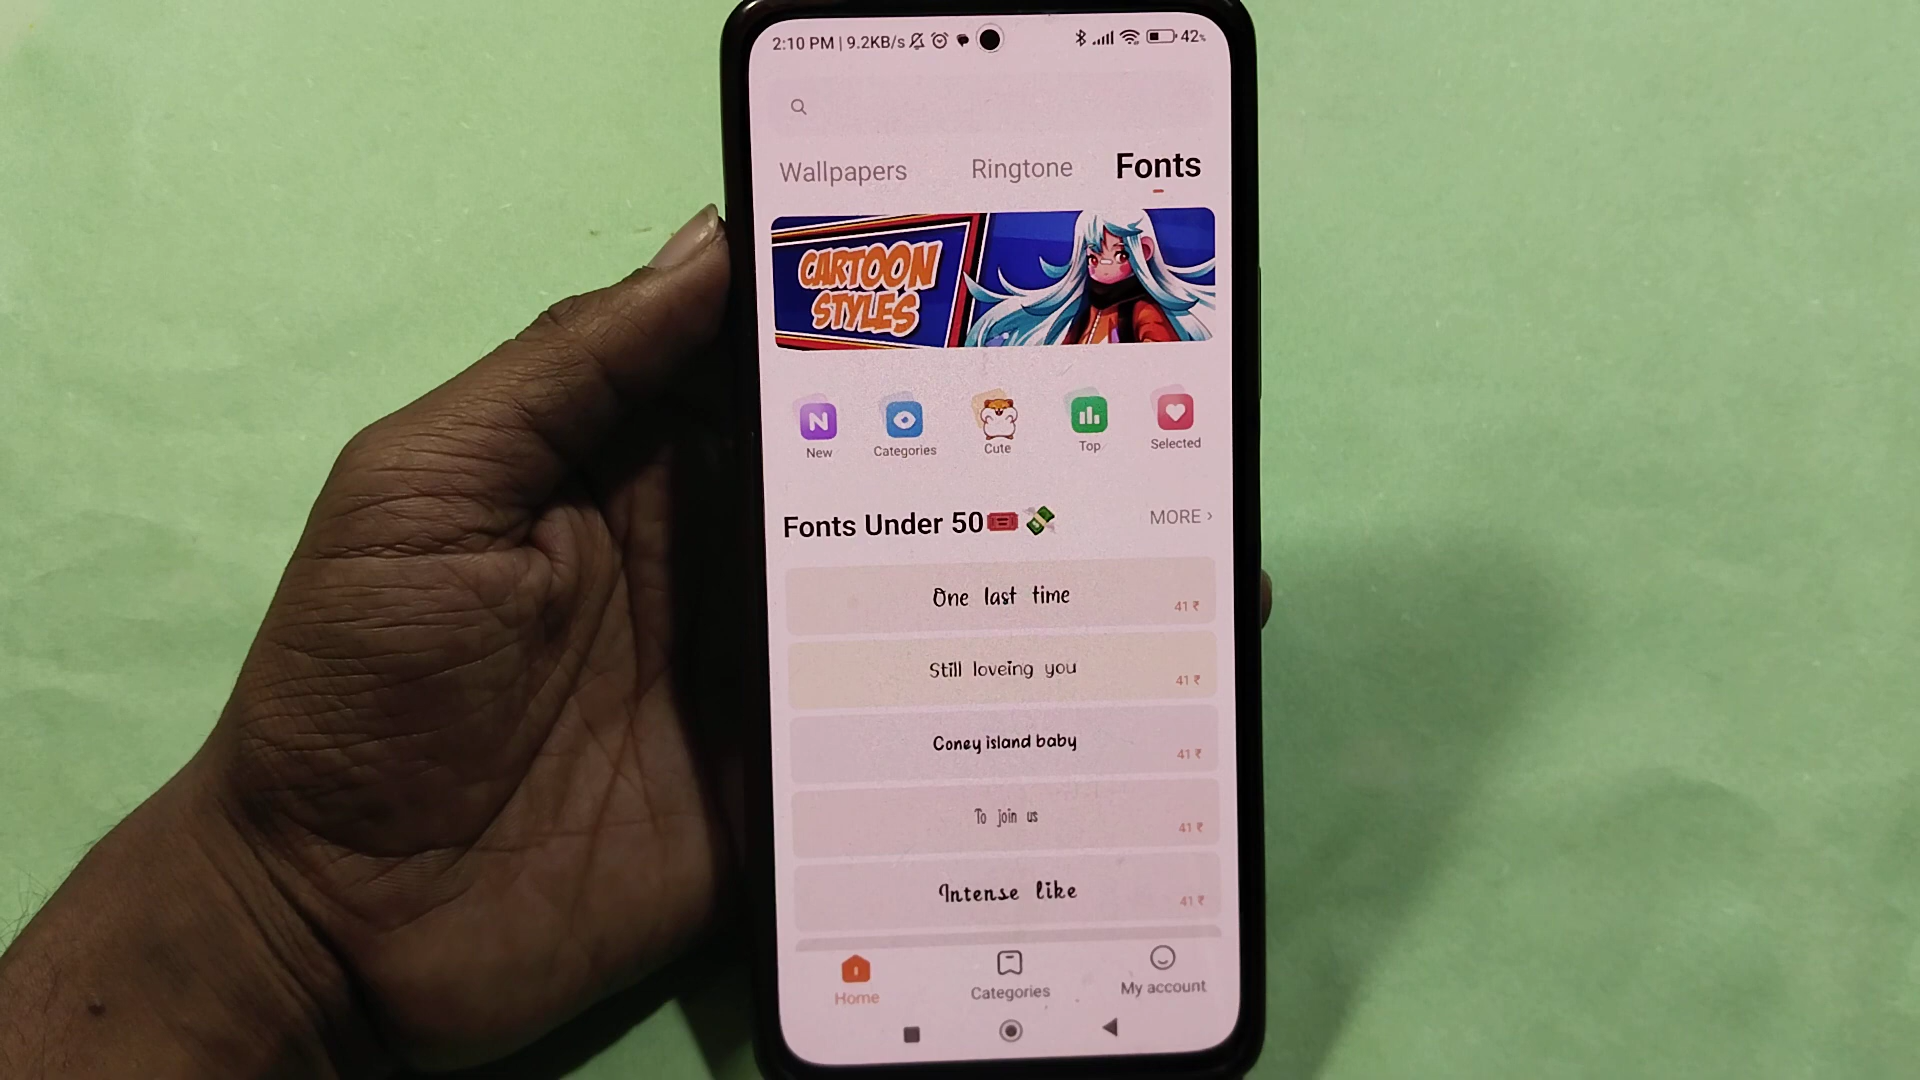 2:10 PM | 9.2KB/s 42%
Wallpapers Ringtone Fonts
CARTOON
STYLES
N
New Categories Cute Top Selected
Fonts Under 50 MORE ›
One last time
41 ₹
Still loveing you
41 ₹
Coney island baby
41 ₹
To join us
41 ₹
Intense like
41 ₹
Home Categories My account